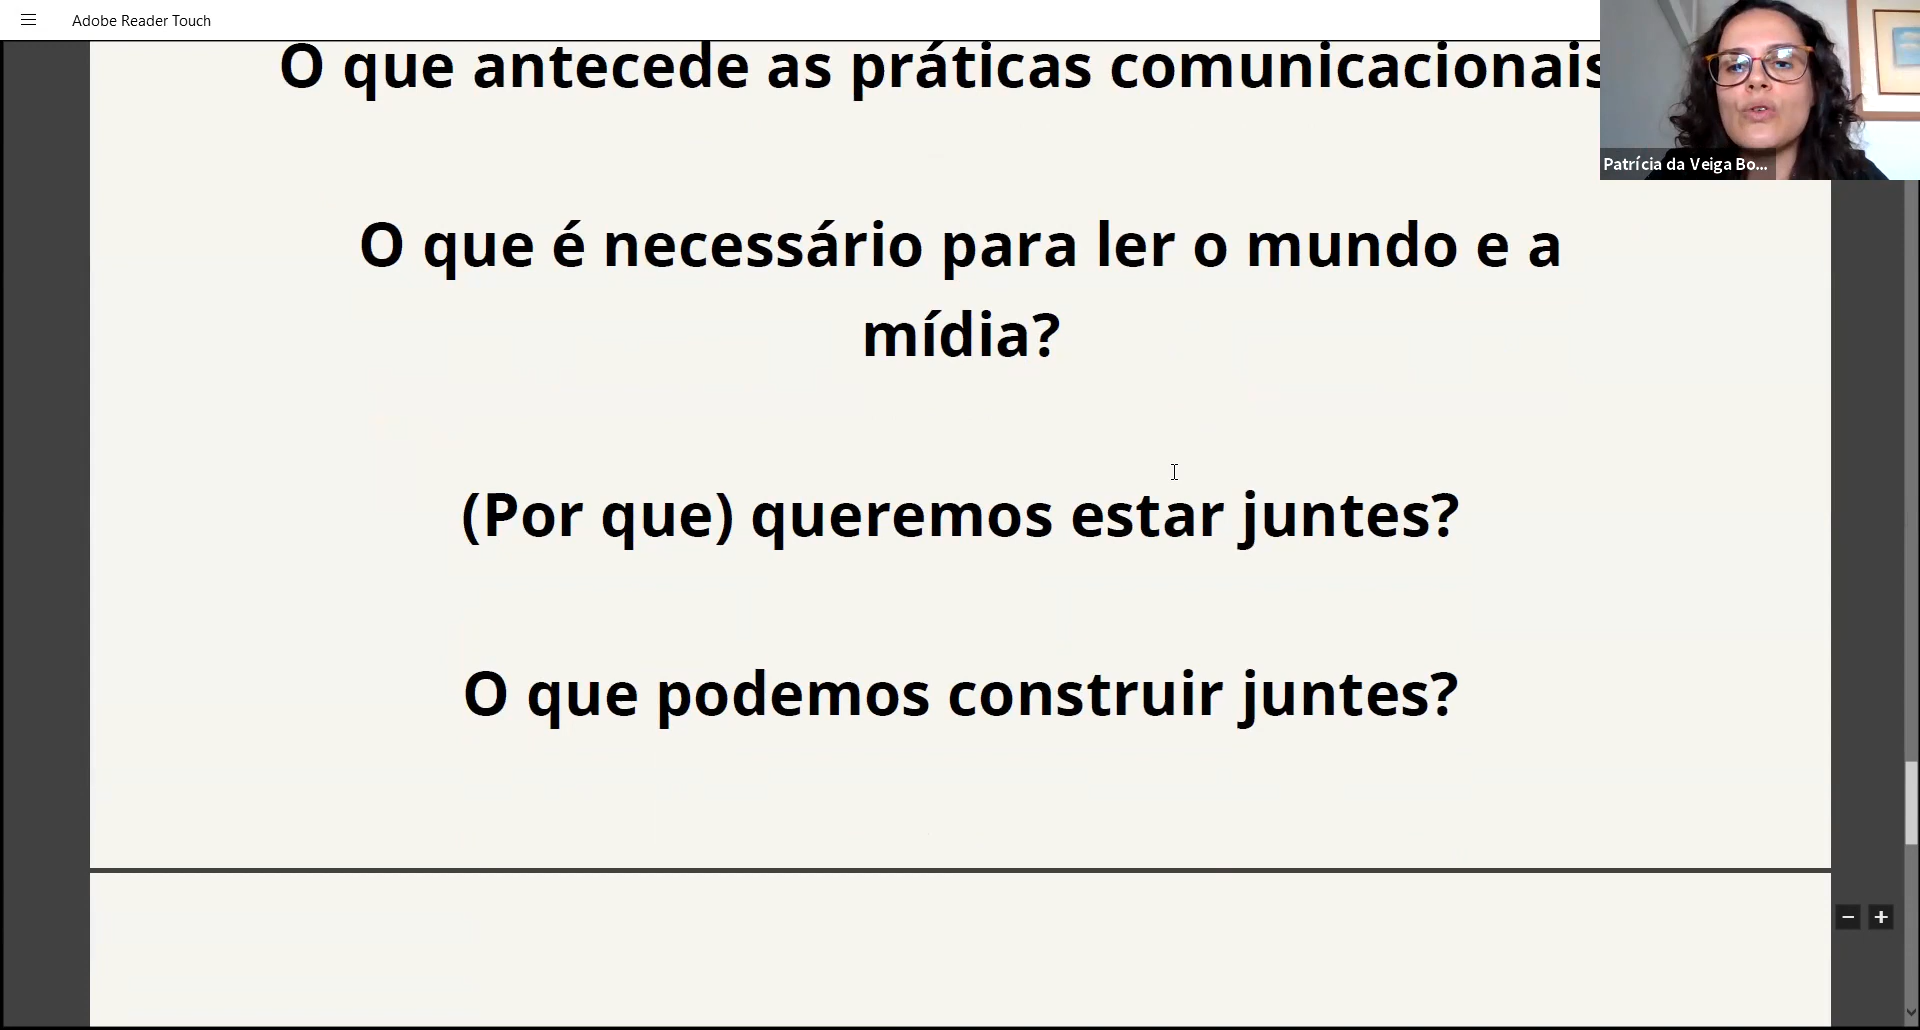 Adobe Reader Touch
O que antecede as práticas comunicacionais
Patrícia da Veiga Bo...
O que é necessário para ler o mundo e a
mídia?
(Por que) queremos estar juntes?
O que podemos construir juntes?